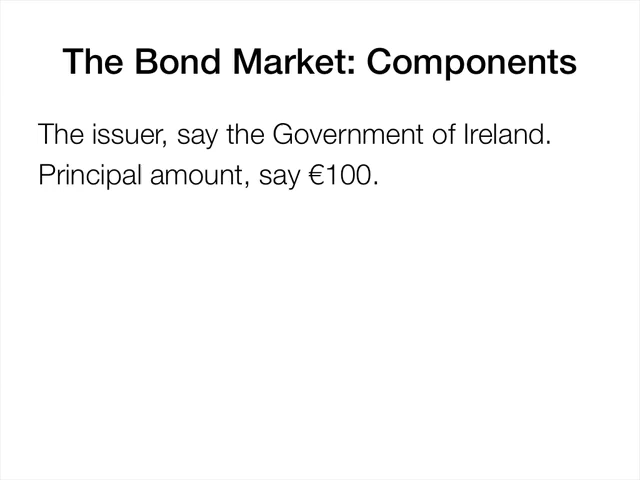 The Bond Market: Components
The issuer, say the Government of Ireland.
Principal amount, say €100.